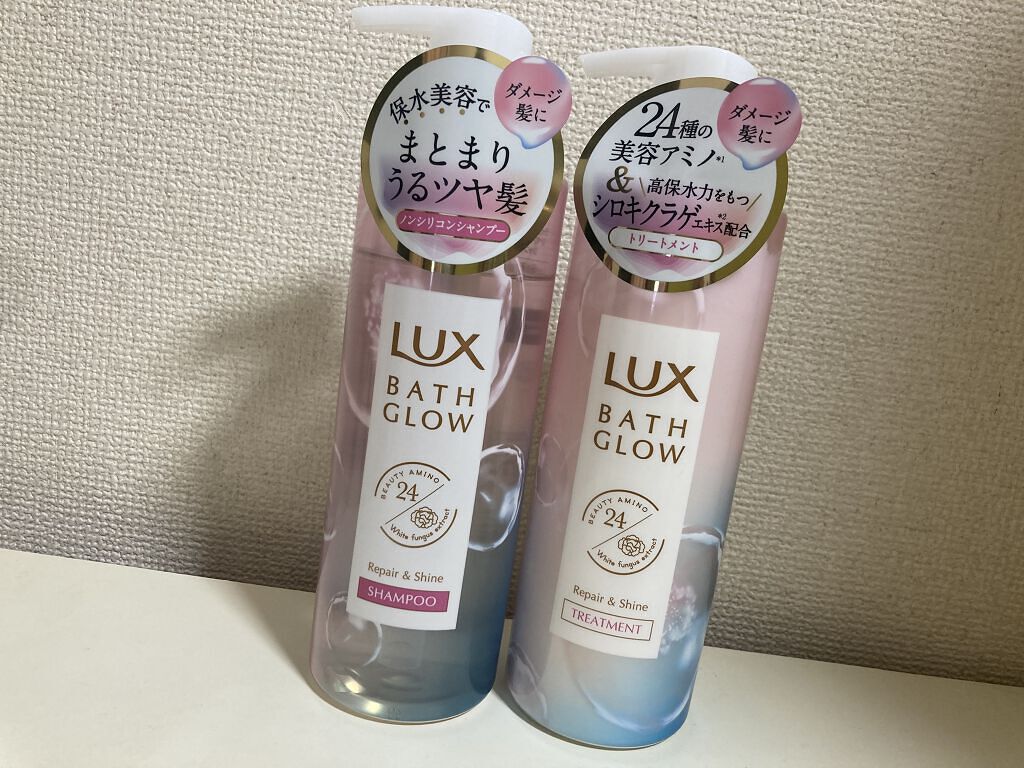 保水美容で
まとまり
うるツヤ髪
ノンシリコンシャンプー
ダメージ
髪に
LUX
BATH
GLOW
BEAUTY AMINO
24
White fungus extract
Repair & Shine
SHAMPOO
24種の
美容アミノ*1
&\高保水力をもつ/
シロキクラゲエキス配合*2
トリートメント
ダメージ
髪に
LUX
BATH
GLOW
BEAUTY AMINO
24
White fungus extract
Repair & Shine
TREATMENT